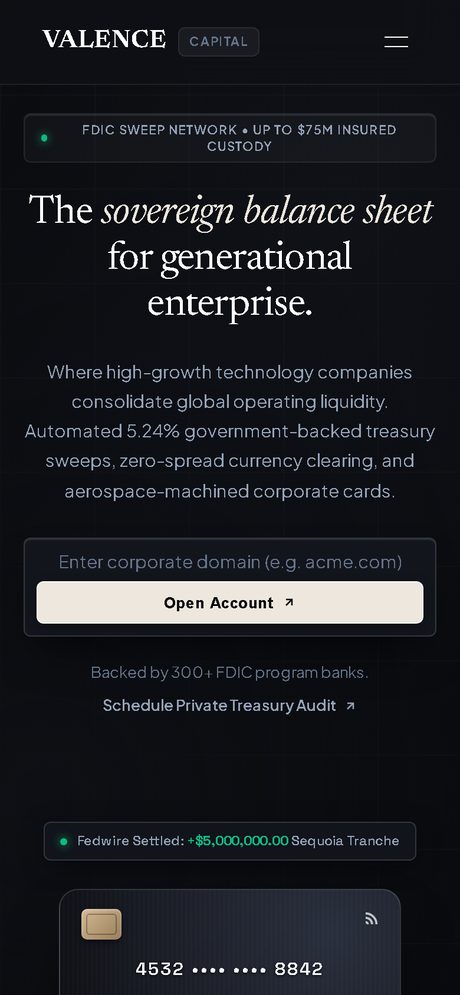 VALENCE CAPITAL
FDIC SWEEP NETWORK • UP TO $75M INSURED
CUSTODY
The sovereign balance sheet
for generational
enterprise.
Where high-growth technology companies
consolidate global operating liquidity.
Automated 5.24% government-backed treasury
sweeps, zero-spread currency clearing, and
aerospace-machined corporate cards.
Enter corporate domain (e.g. acme.com)
Open Account ↗
Backed by 300+ FDIC program banks.
Schedule Private Treasury Audit ↗
Fedwire Settled: +$5,000,000.00 Sequoia Tranche
4532 •••• •••• 8842